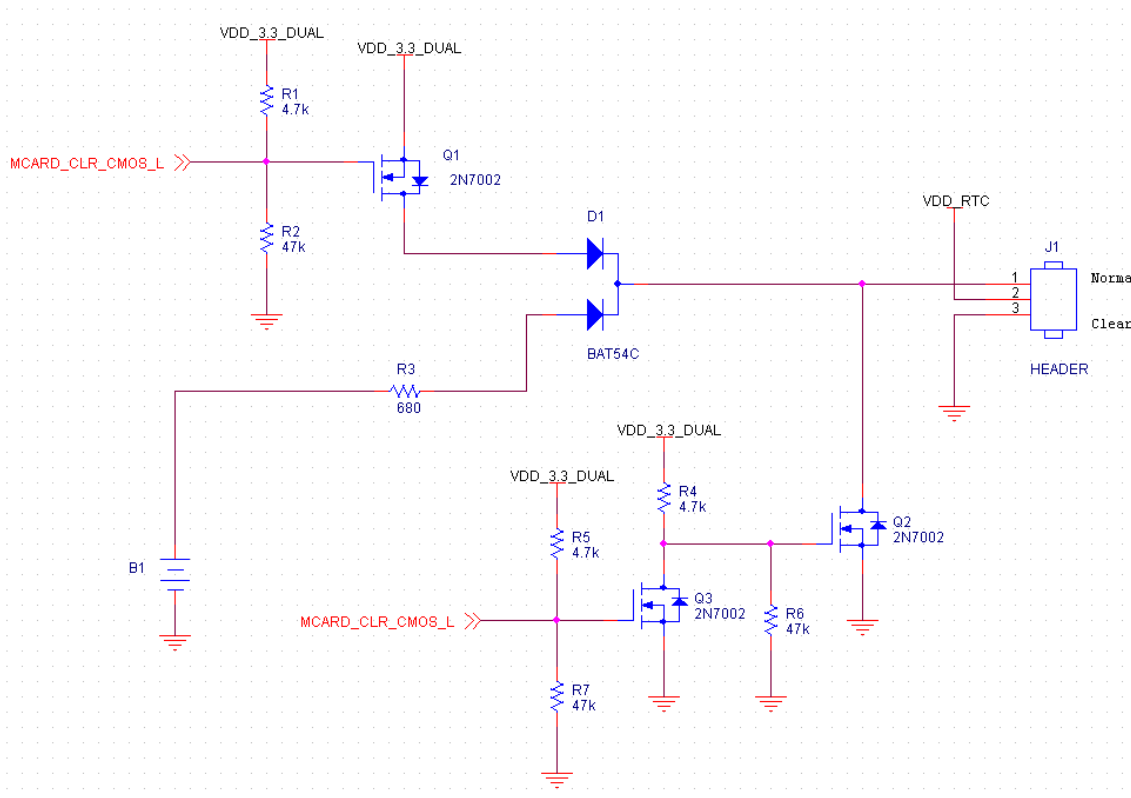 VDD_3.3_DUAL
VDD_3.3_DUAL
R1
4.7k
MCARD_CLR_CMOS_L
Q1
2N7002
R2
47k
D1
BAT54C
VDD_RTC
J1
1
2
3
Norma
Clear
HEADER
R3
680
B1
VDD_3.3_DUAL
VDD_3.3_DUAL
R4
4.7k
R5
4.7k
Q2
2N7002
Q3
2N7002
R6
47k
MCARD_CLR_CMOS_L
R7
47k